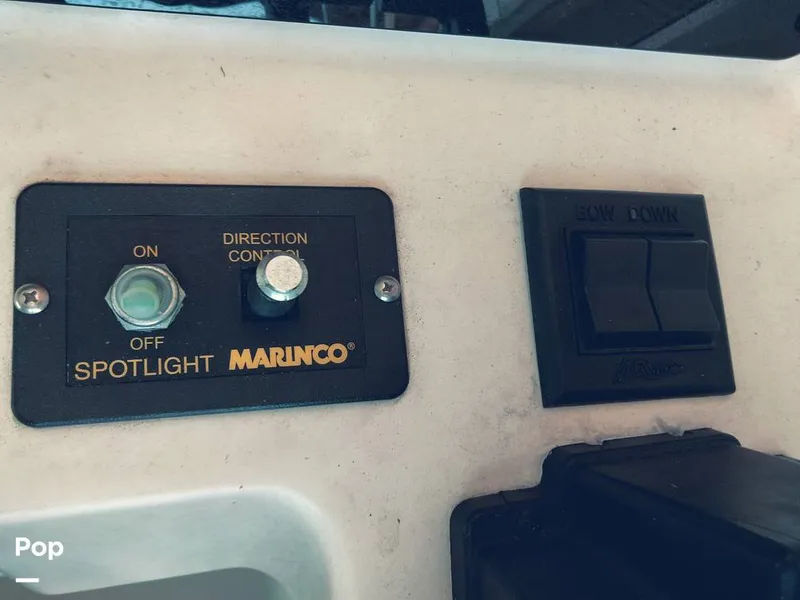 ON
DIRECTION
CONTROL
OFF
SPOTLIGHT
MARINCO®
BOW DOWN
Pop